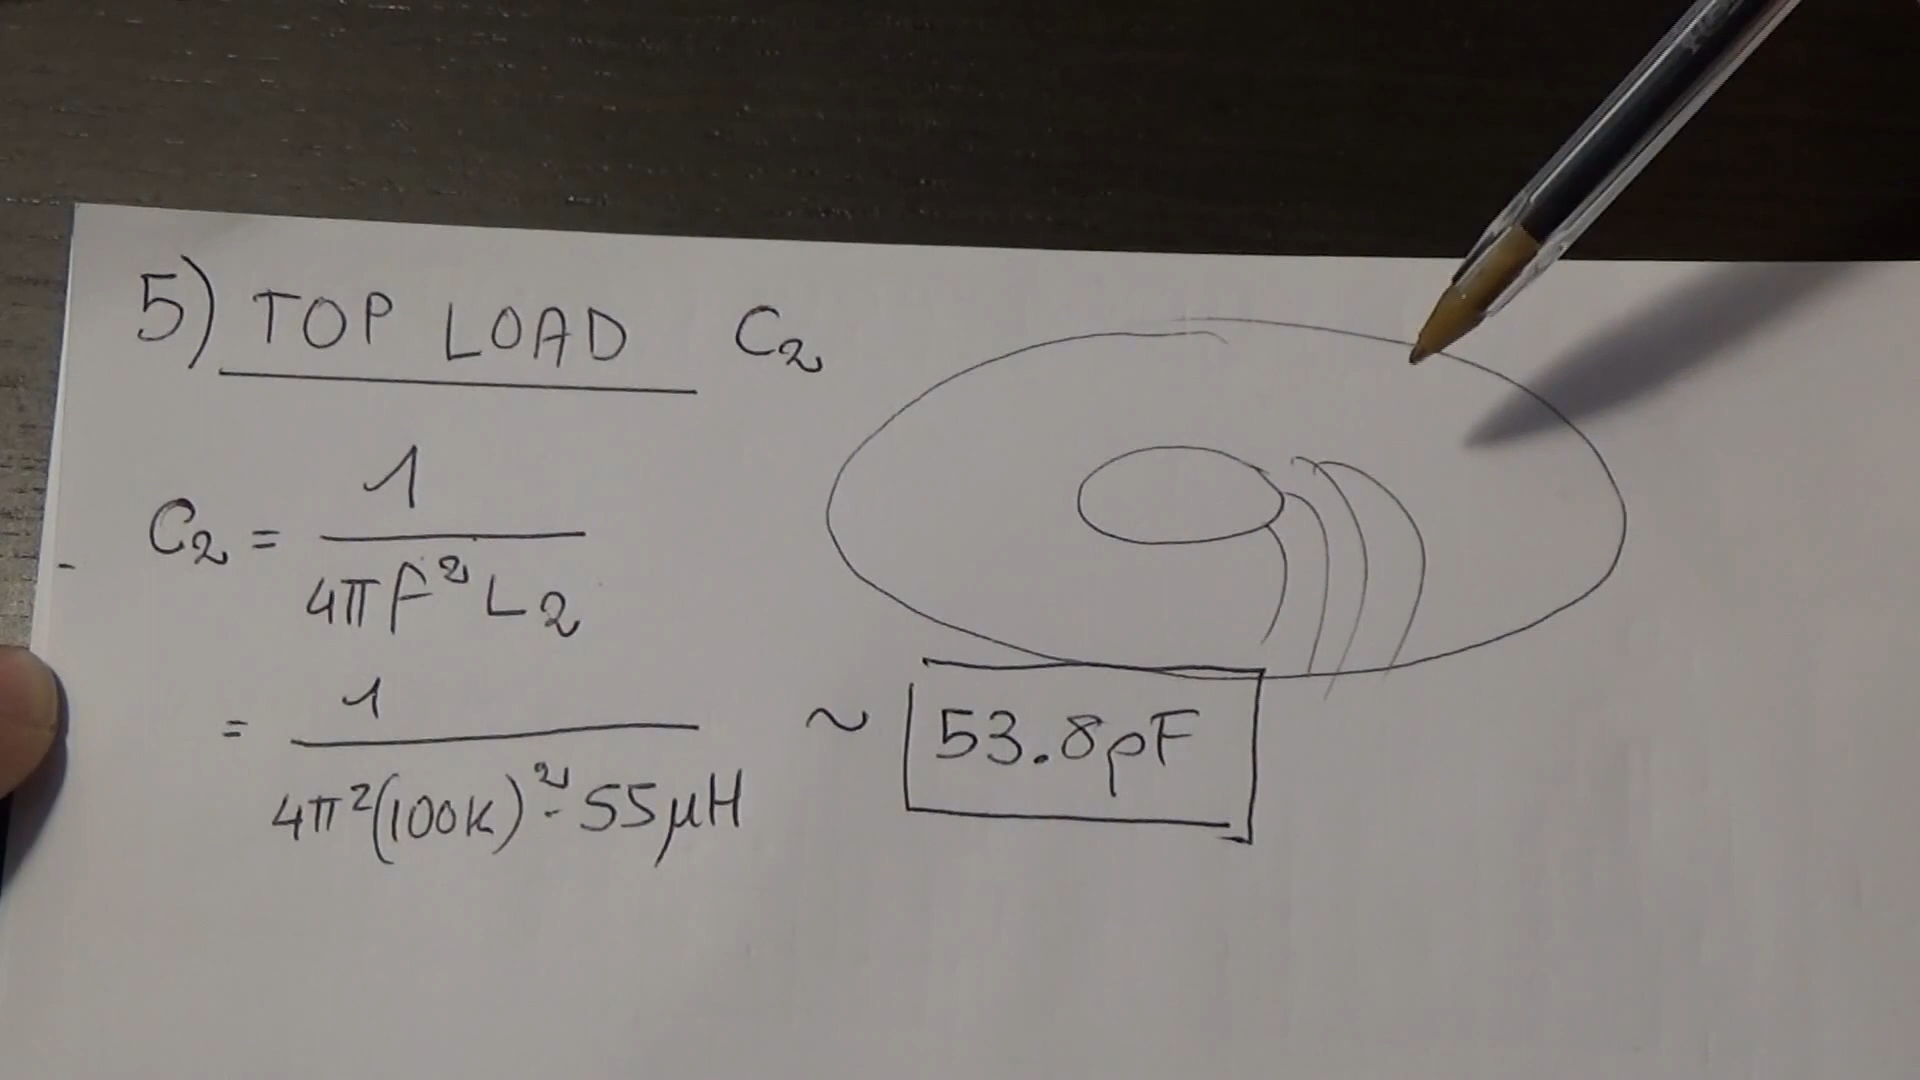 5) TOP LOAD C₂
C₂ = 1 / 4πf²L₂
= 1 / 4π²(100K)² · 55µH ~ 53.8pF